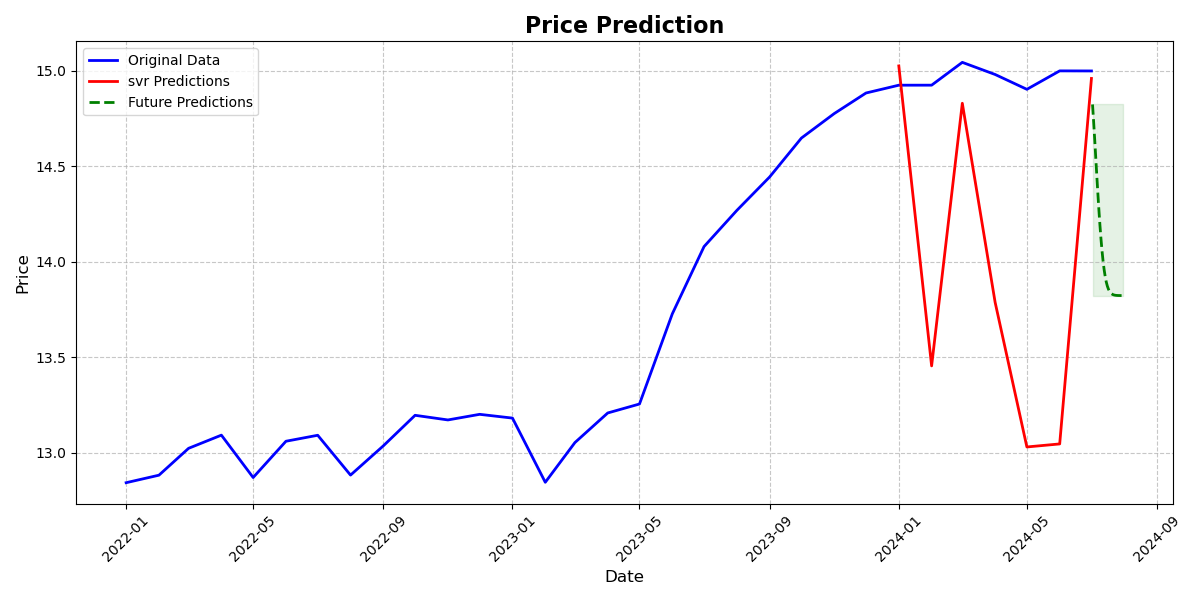 Price Prediction
Original Data
svr Predictions
Future Predictions
15.0
14.5
14.0
13.5
13.0
Price
2022-01
2022-05
2022-09
2023-01
2023-05
2023-09
2024-01
2024-05
2024-09
Date